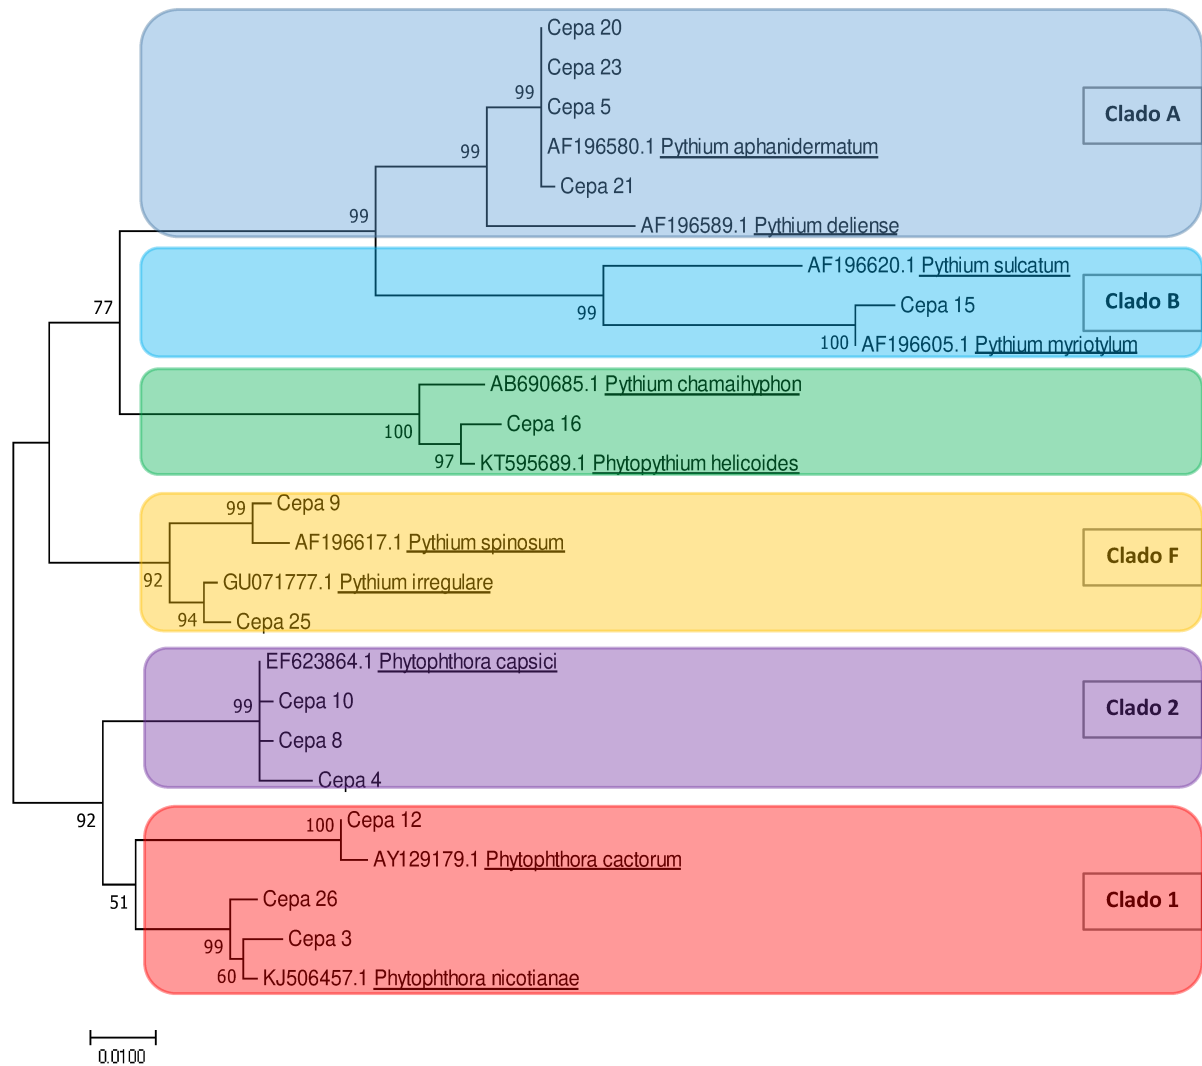 Cepa 20
Cepa 23
99
Cepa 5
Clado A
AF196580.1 Pythium aphanidermatum
99
Cepa 21
99
AF196589.1 Pythium deliense
AF196620.1 Pythium sulcatum
77
99
Cepa 15
Clado B
100
AF196605.1 Pythium myriotylum
AB690685.1 Pythium chamaihyphon
100
Cepa 16
97
KT595689.1 Phytopythium helicoides
99
Cepa 9
AF196617.1 Pythium spinosum
Clado F
92
GU071777.1 Pythium irregulare
94
Cepa 25
EF623864.1 Phytophthora capsici
99
Cepa 10
Clado 2
Cepa 8
Cepa 4
92
100
Cepa 12
AY129179.1 Phytophthora cactorum
51
Cepa 26
Clado 1
99
Cepa 3
60
KJ506457.1 Phytophthora nicotianae
0.0100